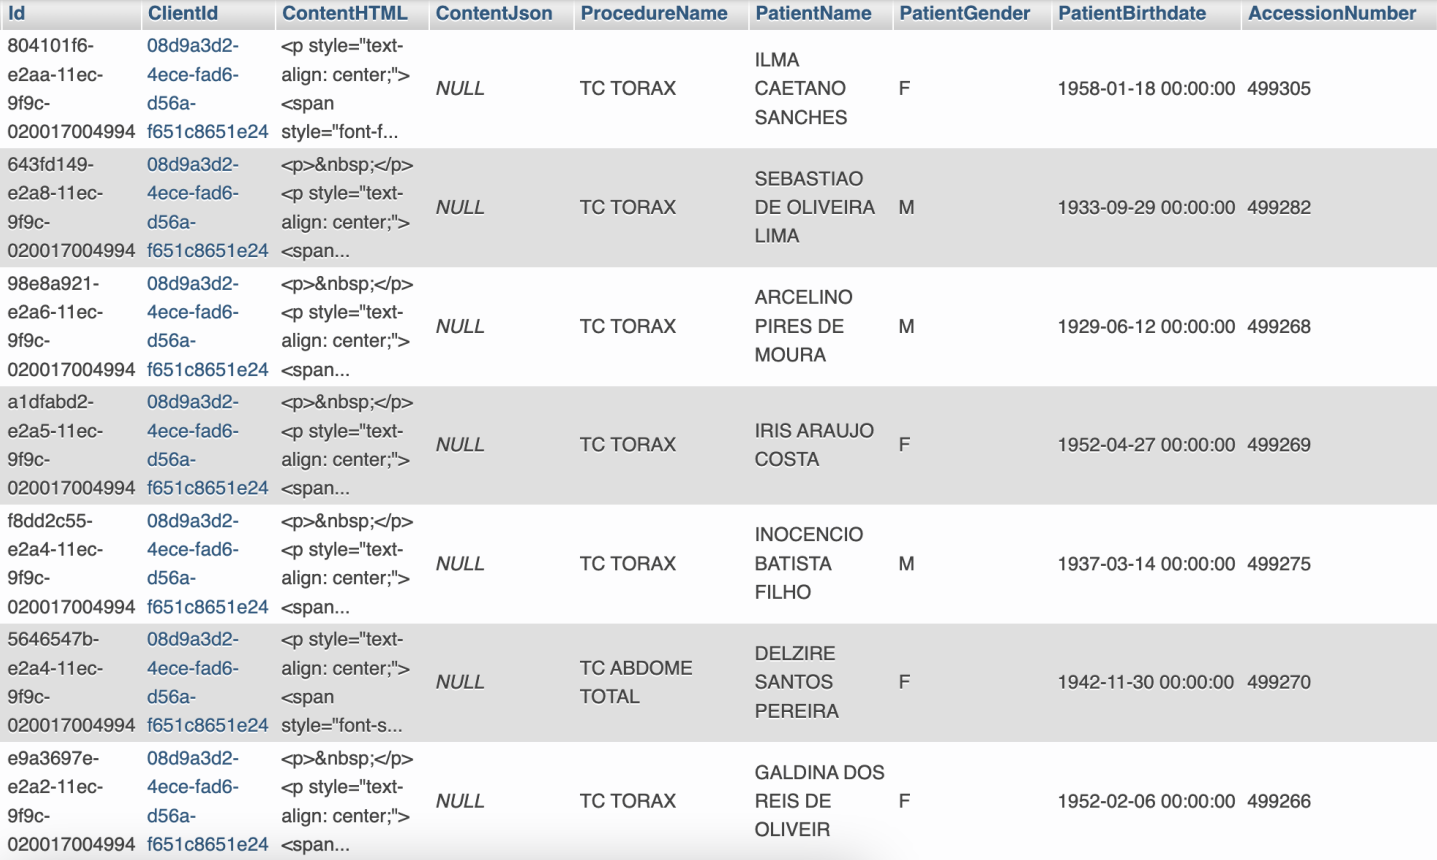 Id ClientId ContentHTML ContentJson ProcedureName PatientName PatientGender PatientBirthdate AccessionNumber
804101f6-
e2aa-11ec-
9f9c-
020017004994
08d9a3d2-
4ece-fad6-
d56a-
f651c8651e24
<p style="text-
align: center;">
<span
style="font-f...
NULL
TC TORAX
ILMA
CAETANO
SANCHES
F
1958-01-18 00:00:00
499305
643fd149-
e2a8-11ec-
9f9c-
020017004994
08d9a3d2-
4ece-fad6-
d56a-
f651c8651e24
<p>&nbsp;</p>
<p style="text-
align: center;">
<span...
NULL
TC TORAX
SEBASTIAO
DE OLIVEIRA
LIMA
M
1933-09-29 00:00:00
499282
98e8a921-
e2a6-11ec-
9f9c-
020017004994
08d9a3d2-
4ece-fad6-
d56a-
f651c8651e24
<p>&nbsp;</p>
<p style="text-
align: center;">
<span...
NULL
TC TORAX
ARCELINO
PIRES DE
MOURA
M
1929-06-12 00:00:00
499268
a1dfabd2-
e2a5-11ec-
9f9c-
020017004994
08d9a3d2-
4ece-fad6-
d56a-
f651c8651e24
<p>&nbsp;</p>
<p style="text-
align: center;">
<span...
NULL
TC TORAX
IRIS ARAUJO
COSTA
F
1952-04-27 00:00:00
499269
f8dd2c55-
e2a4-11ec-
9f9c-
020017004994
08d9a3d2-
4ece-fad6-
d56a-
f651c8651e24
<p>&nbsp;</p>
<p style="text-
align: center;">
<span...
NULL
TC TORAX
INOCENCIO
BATISTA
FILHO
M
1937-03-14 00:00:00
499275
5646547b-
e2a4-11ec-
9f9c-
020017004994
08d9a3d2-
4ece-fad6-
d56a-
f651c8651e24
<p style="text-
align: center;">
<span
style="font-s...
NULL
TC ABDOME
TOTAL
DELZIRE
SANTOS
PEREIRA
F
1942-11-30 00:00:00
499270
e9a3697e-
e2a2-11ec-
9f9c-
020017004994
08d9a3d2-
4ece-fad6-
d56a-
f651c8651e24
<p>&nbsp;</p>
<p style="text-
align: center;">
<span...
NULL
TC TORAX
GALDINA DOS
REIS DE
OLIVEIR
F
1952-02-06 00:00:00
499266